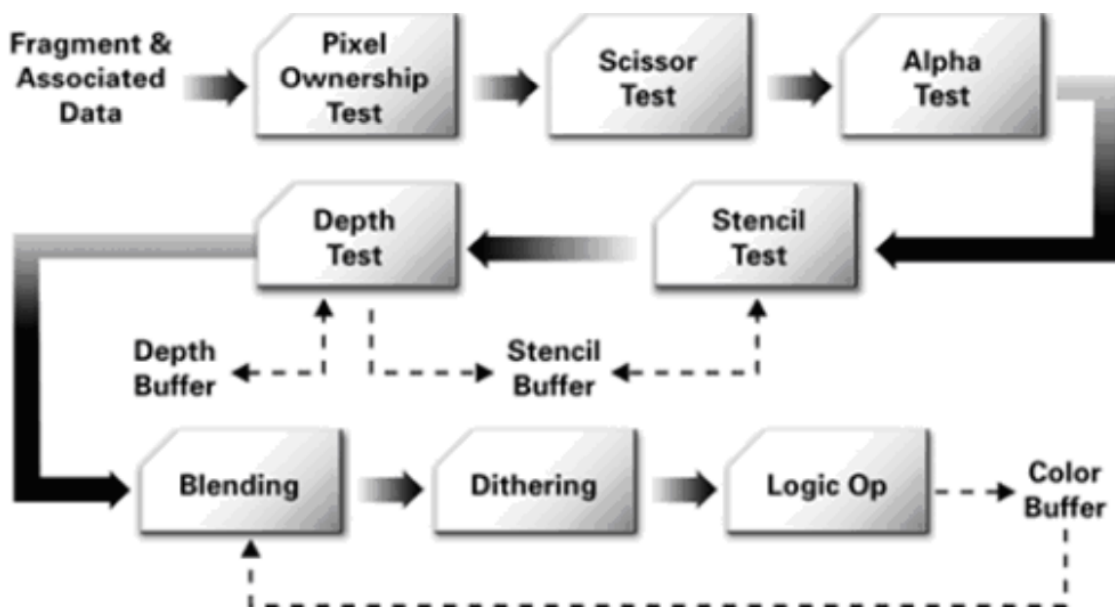 Fragment &
Associated
Data
Pixel
Ownership
Test
Scissor
Test
Alpha
Test
Depth
Test
Stencil
Test
Depth
Buffer
Stencil
Buffer
Blending
Dithering
Logic Op
Color
Buffer